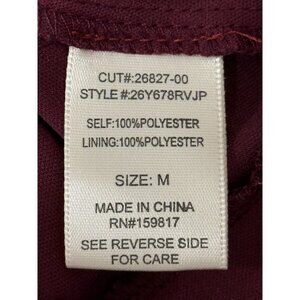 CUT#:26827-00
STYLE #:26Y678RVJP
SELF:100%POLYESTER
LINING:100%POLYESTER
SIZE: M
MADE IN CHINA
RN#159817
SEE REVERSE SIDE
FOR CARE